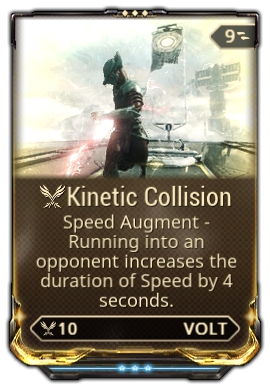 9
Kinetic Collision
Speed Augment -
Running into an
opponent increases the
duration of Speed by 4
seconds.
10 VOLT